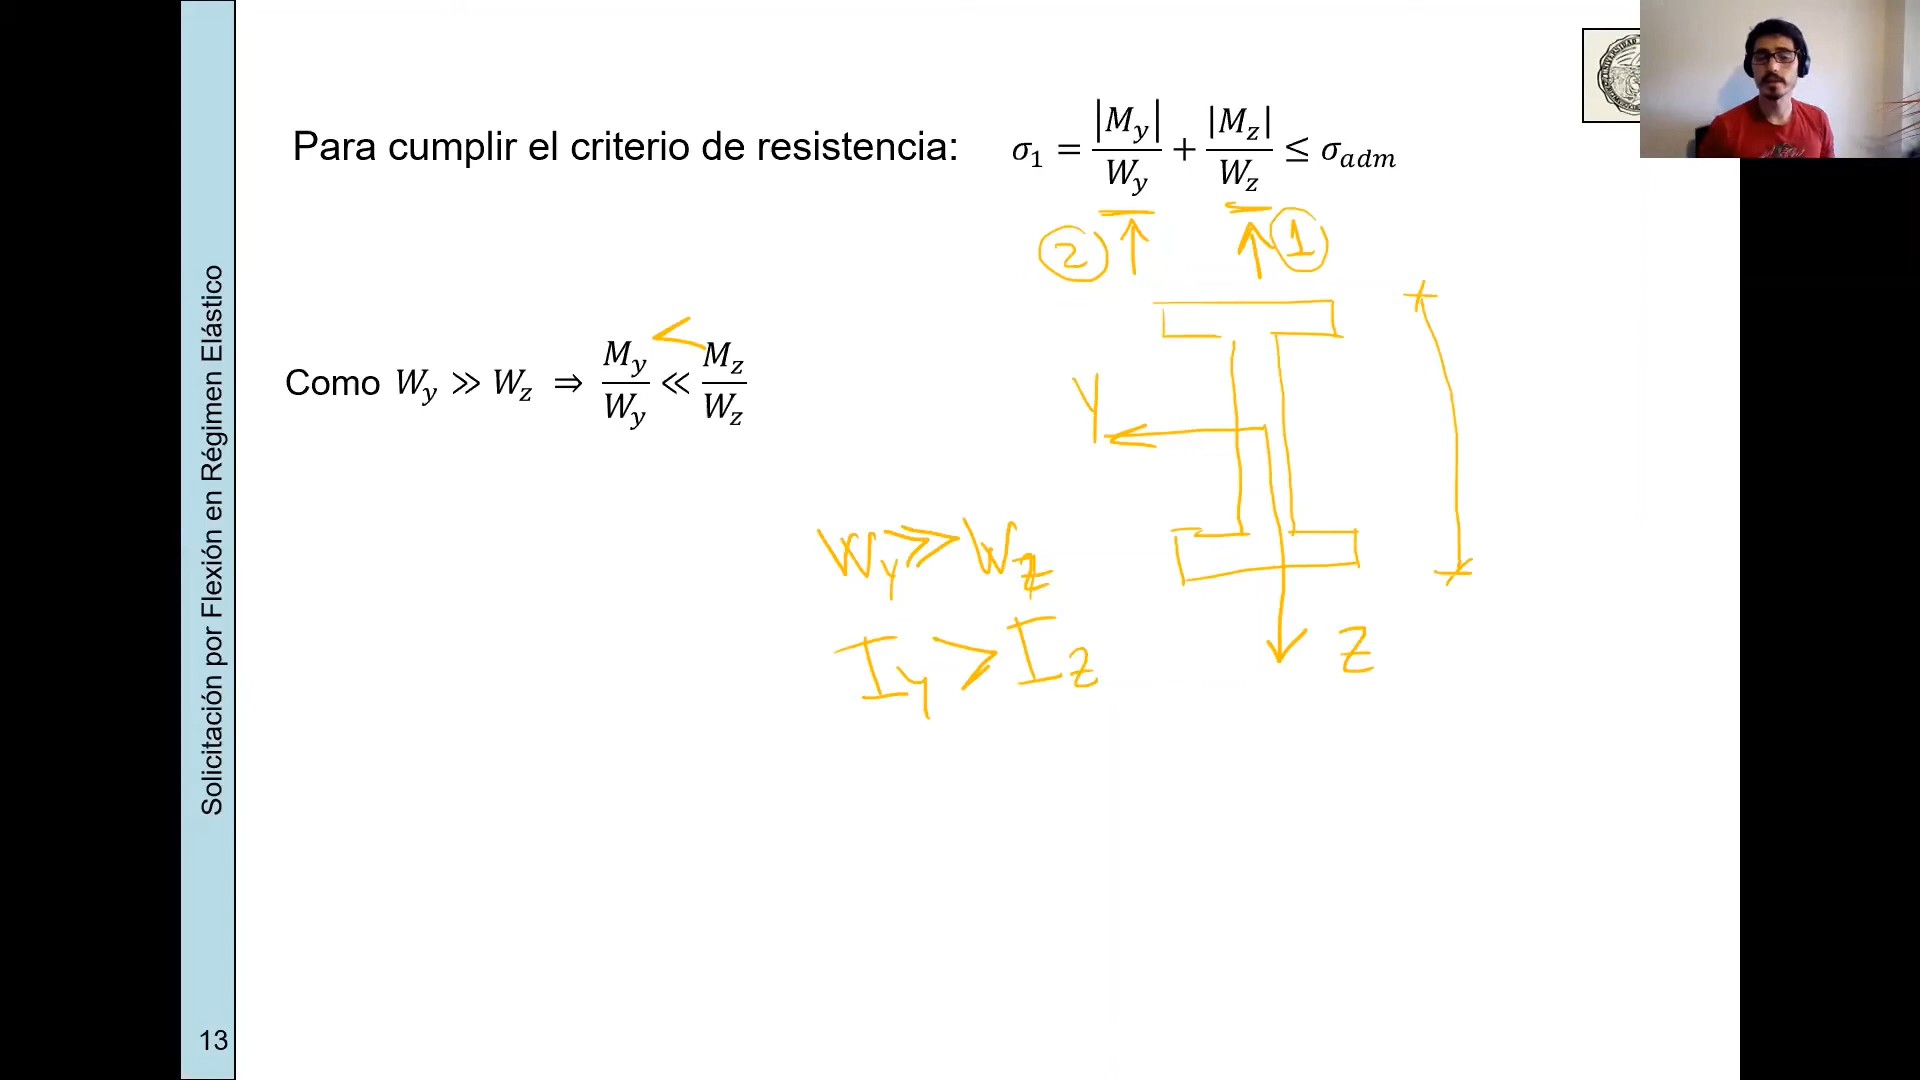 Para cumplir el criterio de resistencia: σ₁ = |M_y|/W_y + |M_z|/W_z ≤ σ_adm
2 1
Como W_y ≫ W_z ⇒ M_y/W_y ≪ M_z/W_z
<
Y
W_y ≫ W_z
I_y > I_z
Z
Solicitación por Flexión en Régimen Elástico
13